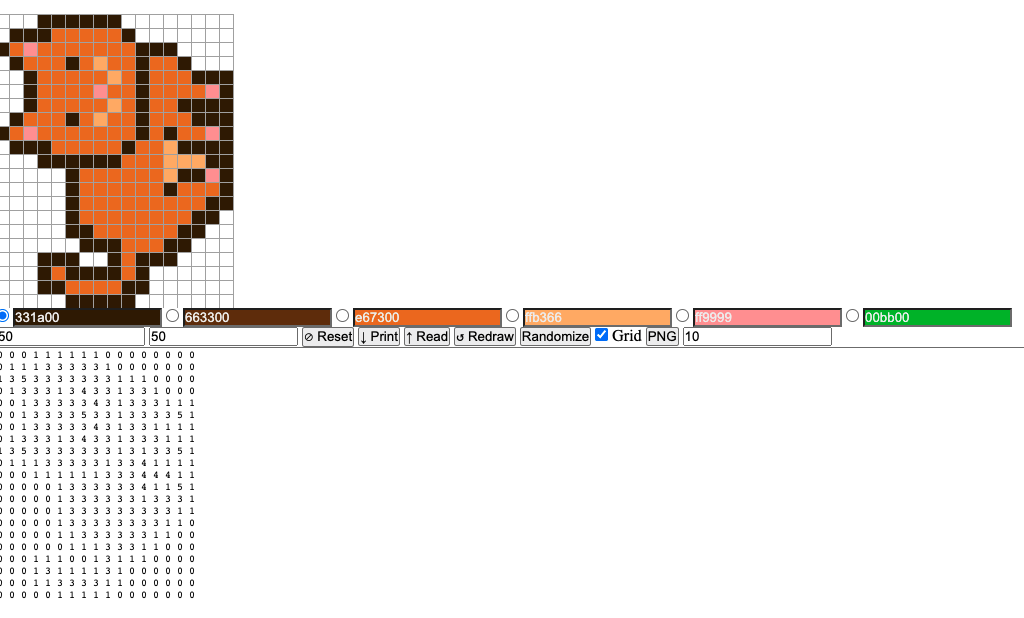 331a00 663300 e67300 ffb366 ff9999 00bb00
50 50 ⊘ Reset ↓ Print ↑ Read ↺ Redraw Randomize Grid PNG 10
0 0 0 1 1 1 1 1 1 0 0 0 0 0 0 0 0
0 1 1 1 3 3 3 3 3 1 0 0 0 0 0 0 0
1 3 5 3 3 3 3 3 3 3 1 1 1 0 0 0 0
0 1 3 3 3 1 3 4 3 3 1 3 3 1 0 0 0
0 0 1 3 3 3 3 3 4 3 1 3 3 3 1 1 1
0 0 1 3 3 3 3 5 3 3 1 3 3 3 3 5 1
0 0 1 3 3 3 3 3 4 3 1 3 3 1 1 1 1
0 1 3 3 3 1 3 4 3 3 1 3 3 3 1 1 1
1 3 5 3 3 3 3 3 3 3 1 3 1 3 3 5 1
0 1 1 1 3 3 3 3 3 1 3 3 4 1 1 1 1
0 0 0 1 1 1 1 1 1 3 3 3 4 4 4 1 1
0 0 0 0 0 1 3 3 3 3 3 3 4 1 1 5 1
0 0 0 0 0 1 3 3 3 3 3 3 1 3 3 3 1
0 0 0 0 0 1 3 3 3 3 3 3 3 3 3 1 1
0 0 0 0 0 1 3 3 3 3 3 3 3 3 1 1 0
0 0 0 0 0 1 1 3 3 3 3 3 3 1 1 0 0
0 0 0 0 0 0 1 1 1 3 3 3 1 1 0 0 0
0 0 0 1 1 1 0 0 1 3 1 1 1 0 0 0 0
0 0 0 1 3 1 1 1 1 3 1 0 0 0 0 0 0
0 0 0 1 1 3 3 3 3 1 1 0 0 0 0 0 0
0 0 0 0 0 1 1 1 1 1 0 0 0 0 0 0 0